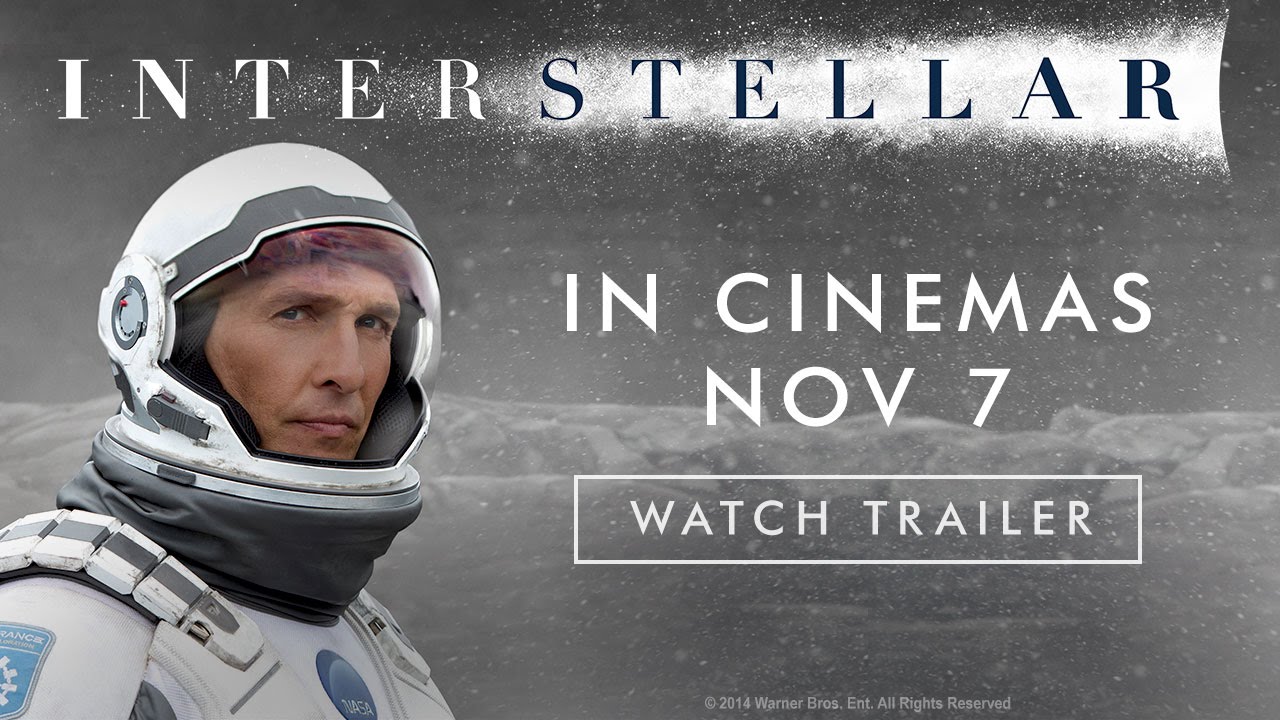 INTERSTELLAR
IN CINEMAS
NOV 7
WATCH TRAILER
NASA
© 2014 Warner Bros. Ent. All Rights Reserved